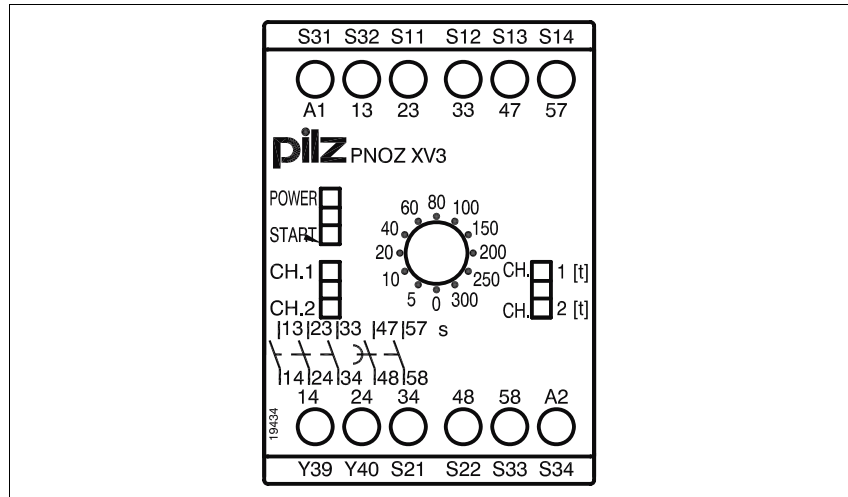 S31 S32 S11 S12 S13 S14
A1 13 23 33 47 57
pilz PNOZ XV3
POWER
START
CH.1
CH.2
60 80 100
40 150
20 200
10 250
5 0 300
CH. 1 [t]
CH. 2 [t]
13 23 33 47 57 s
14 24 34 48 58
14 24 34 48 58 A2
19434
Y39 Y40 S21 S22 S33 S34